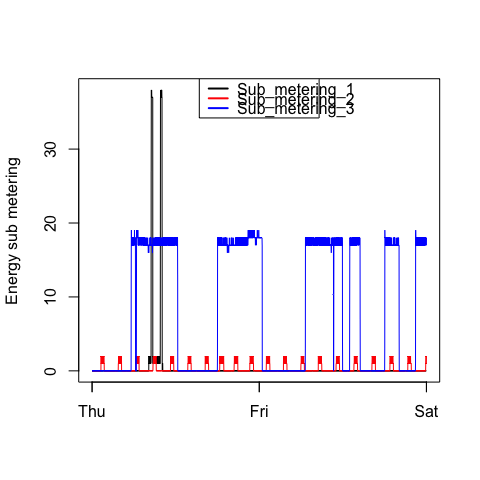 Sub_metering_1
Sub_metering_2
Sub_metering_3
Energy sub metering
30
20
10
0
Thu Fri Sat